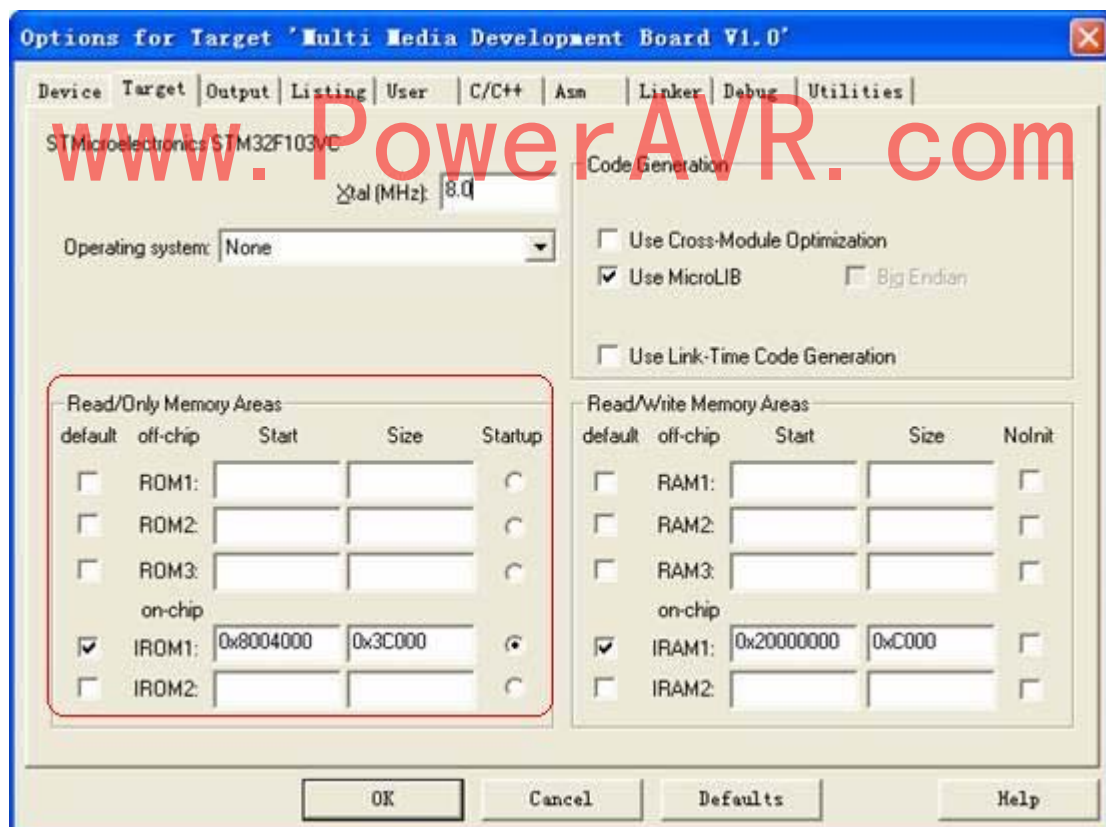 Options for Target 'Multi Media Development Board V1.0'
Device Target Output Listing User C/C++ Asm Linker Debug Utilities
www.PowerAVR.com
STMicroelectronics STM32F103VC
Xtal (MHz): 8.0
Operating system: None
Code Generation
Use Cross-Module Optimization
Use MicroLIB Big Endian
Use Link-Time Code Generation
Read/Only Memory Areas
default off-chip Start Size Startup
ROM1:
ROM2:
ROM3:
on-chip
IROM1: 0x8004000 0x3C000
IROM2:
Read/Write Memory Areas
default off-chip Start Size NoInit
RAM1:
RAM2:
RAM3:
on-chip
IRAM1: 0x20000000 0xC000
IRAM2:
OK Cancel Defaults Help